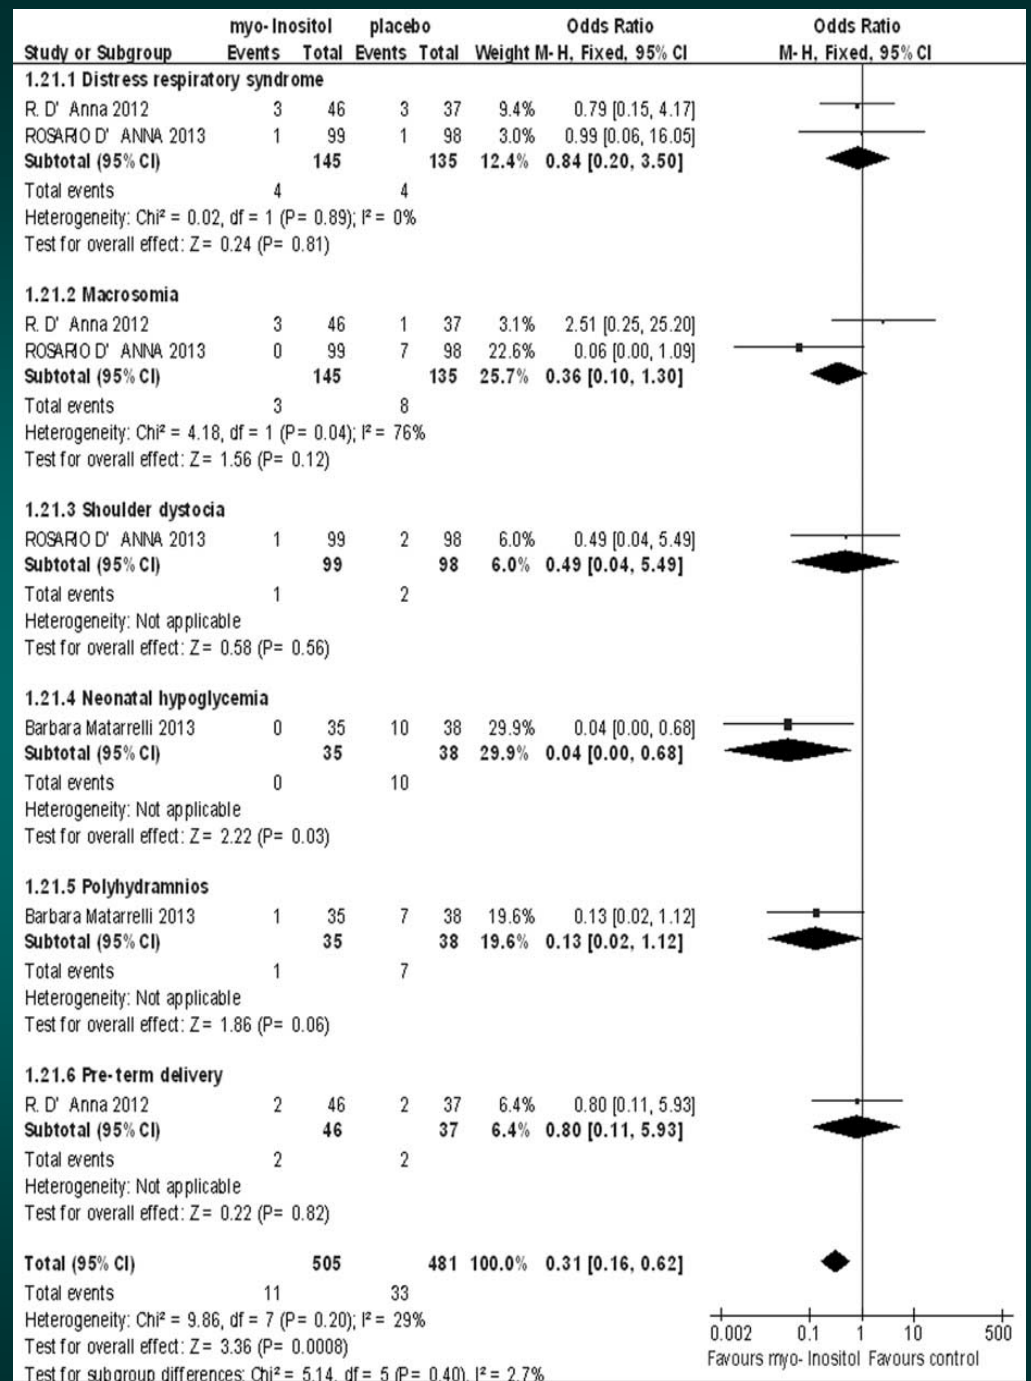 myo-Inositol placebo Odds Ratio Odds Ratio
Study or Subgroup Events Total Events Total Weight M-H, Fixed, 95% CI M-H, Fixed, 95% CI
1.21.1 Distress respiratory syndrome
R. D' Anna 2012 3 46 3 37 9.4% 0.79 [0.15, 4.17]
ROSARIO D' ANNA 2013 1 99 1 98 3.0% 0.99 [0.06, 16.05]
Subtotal (95% CI) 145 135 12.4% 0.84 [0.20, 3.50]
Total events 4 4
Heterogeneity: Chi² = 0.02, df = 1 (P = 0.89); I² = 0%
Test for overall effect: Z = 0.24 (P = 0.81)
1.21.2 Macrosomia
R. D' Anna 2012 3 46 1 37 3.1% 2.51 [0.25, 25.20]
ROSARIO D' ANNA 2013 0 99 7 98 22.6% 0.06 [0.00, 1.09]
Subtotal (95% CI) 145 135 25.7% 0.36 [0.10, 1.30]
Total events 3 8
Heterogeneity: Chi² = 4.18, df = 1 (P = 0.04); I² = 76%
Test for overall effect: Z = 1.56 (P = 0.12)
1.21.3 Shoulder dystocia
ROSARIO D' ANNA 2013 1 99 2 98 6.0% 0.49 [0.04, 5.49]
Subtotal (95% CI) 99 98 6.0% 0.49 [0.04, 5.49]
Total events 1 2
Heterogeneity: Not applicable
Test for overall effect: Z = 0.58 (P = 0.56)
1.21.4 Neonatal hypoglycemia
Barbara Matarrelli 2013 0 35 10 38 29.9% 0.04 [0.00, 0.68]
Subtotal (95% CI) 35 38 29.9% 0.04 [0.00, 0.68]
Total events 0 10
Heterogeneity: Not applicable
Test for overall effect: Z = 2.22 (P = 0.03)
1.21.5 Polyhydramnios
Barbara Matarrelli 2013 1 35 7 38 19.6% 0.13 [0.02, 1.12]
Subtotal (95% CI) 35 38 19.6% 0.13 [0.02, 1.12]
Total events 1 7
Heterogeneity: Not applicable
Test for overall effect: Z = 1.86 (P = 0.06)
1.21.6 Pre-term delivery
R. D' Anna 2012 2 46 2 37 6.4% 0.80 [0.11, 5.93]
Subtotal (95% CI) 46 37 6.4% 0.80 [0.11, 5.93]
Total events 2 2
Heterogeneity: Not applicable
Test for overall effect: Z = 0.22 (P = 0.82)
Total (95% CI) 505 481 100.0% 0.31 [0.16, 0.62]
Total events 11 33
Heterogeneity: Chi² = 9.86, df = 7 (P = 0.20); I² = 29%
Test for overall effect: Z = 3.36 (P = 0.0008)
Test for subgroup differences: Chi² = 5.14, df = 5 (P = 0.40), I² = 2.7%
0.002 0.1 1 10 500
Favours myo-Inositol Favours control